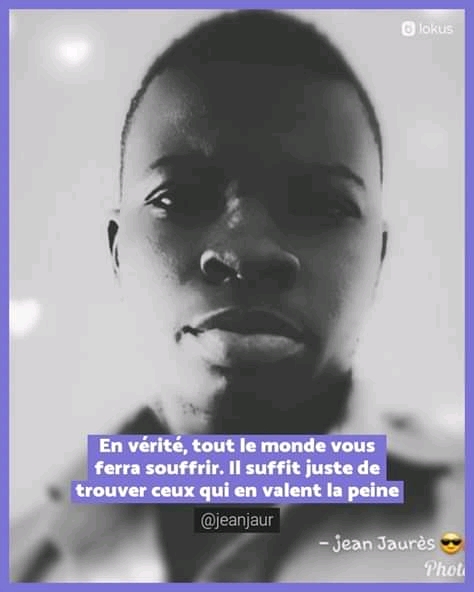 lokus
En vérité, tout le monde vous
ferra souffrir. Il suffit juste de
trouver ceux qui en valent la peine
@jeanjaur
– jean Jaurès 😎
Phot